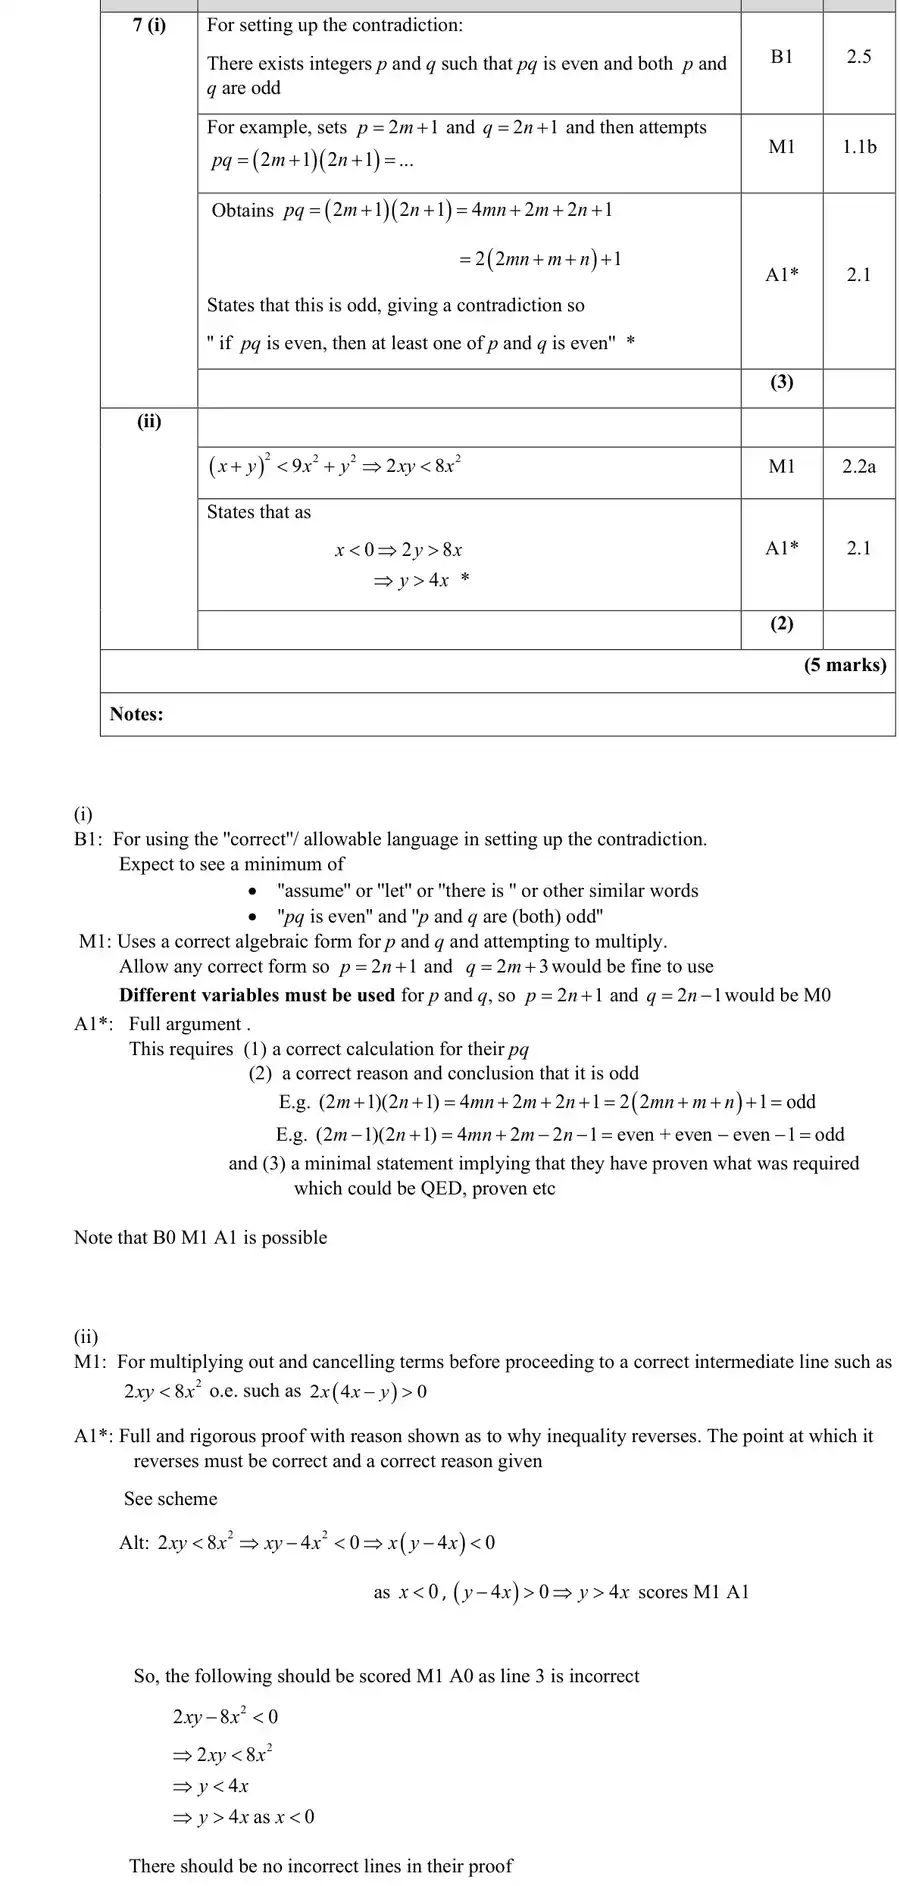 7 (i)
For setting up the contradiction:
There exists integers p and q such that pq is even and both p and
q are odd
B1
2.5
For example, sets p = 2m+1 and q = 2n+1 and then attempts
pq = (2m+1)(2n+1) = ...
M1
1.1b
Obtains pq = (2m+1)(2n+1) = 4mn+2m+2n+1
= 2(2mn+m+n)+1
States that this is odd, giving a contradiction so
" if pq is even, then at least one of p and q is even" *
A1*
2.1
(3)
(ii)
(x+y)² < 9x² + y² ⇒ 2xy < 8x²
M1
2.2a
States that as
x < 0 ⇒ 2y > 8x
⇒ y > 4x *
A1*
2.1
(2)
(5 marks)
Notes:
(i)
B1: For using the "correct"/ allowable language in setting up the contradiction.
Expect to see a minimum of
• "assume" or "let" or "there is " or other similar words
• "pq is even" and "p and q are (both) odd"
M1: Uses a correct algebraic form for p and q and attempting to multiply.
Allow any correct form so p = 2n+1 and q = 2m+3 would be fine to use
Different variables must be used for p and q, so p = 2n+1 and q = 2n−1 would be M0
A1*: Full argument .
This requires (1) a correct calculation for their pq
(2) a correct reason and conclusion that it is odd
E.g. (2m+1)(2n+1) = 4mn+2m+2n+1 = 2(2mn+m+n)+1 = odd
E.g. (2m−1)(2n+1) = 4mn+2m−2n−1 = even + even − even −1 = odd
and (3) a minimal statement implying that they have proven what was required
which could be QED, proven etc
Note that B0 M1 A1 is possible
(ii)
M1: For multiplying out and cancelling terms before proceeding to a correct intermediate line such as
2xy < 8x² o.e. such as 2x(4x−y) > 0
A1*: Full and rigorous proof with reason shown as to why inequality reverses. The point at which it
reverses must be correct and a correct reason given
See scheme
Alt: 2xy < 8x² ⇒ xy − 4x² < 0 ⇒ x(y−4x) < 0
as x < 0, (y−4x) > 0 ⇒ y > 4x scores M1 A1
So, the following should be scored M1 A0 as line 3 is incorrect
2xy − 8x² < 0
⇒ 2xy < 8x²
⇒ y < 4x
⇒ y > 4x as x < 0
There should be no incorrect lines in their proof